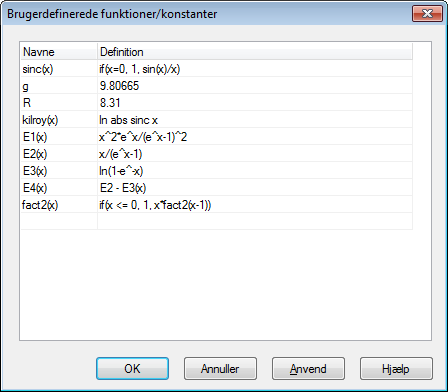 Brugerdefinerede funktioner/konstanter
Navne Definition
sinc(x) if(x=0, 1, sin(x)/x)
g 9.80665
R 8.31
kilroy(x) ln abs sinc x
E1(x) x^2*e^x/(e^x-1)^2
E2(x) x/(e^x-1)
E3(x) ln(1-e^-x)
E4(x) E2 - E3(x)
fact2(x) if(x <= 0, 1, x*fact2(x-1))
OK Annuller Anvend Hjælp